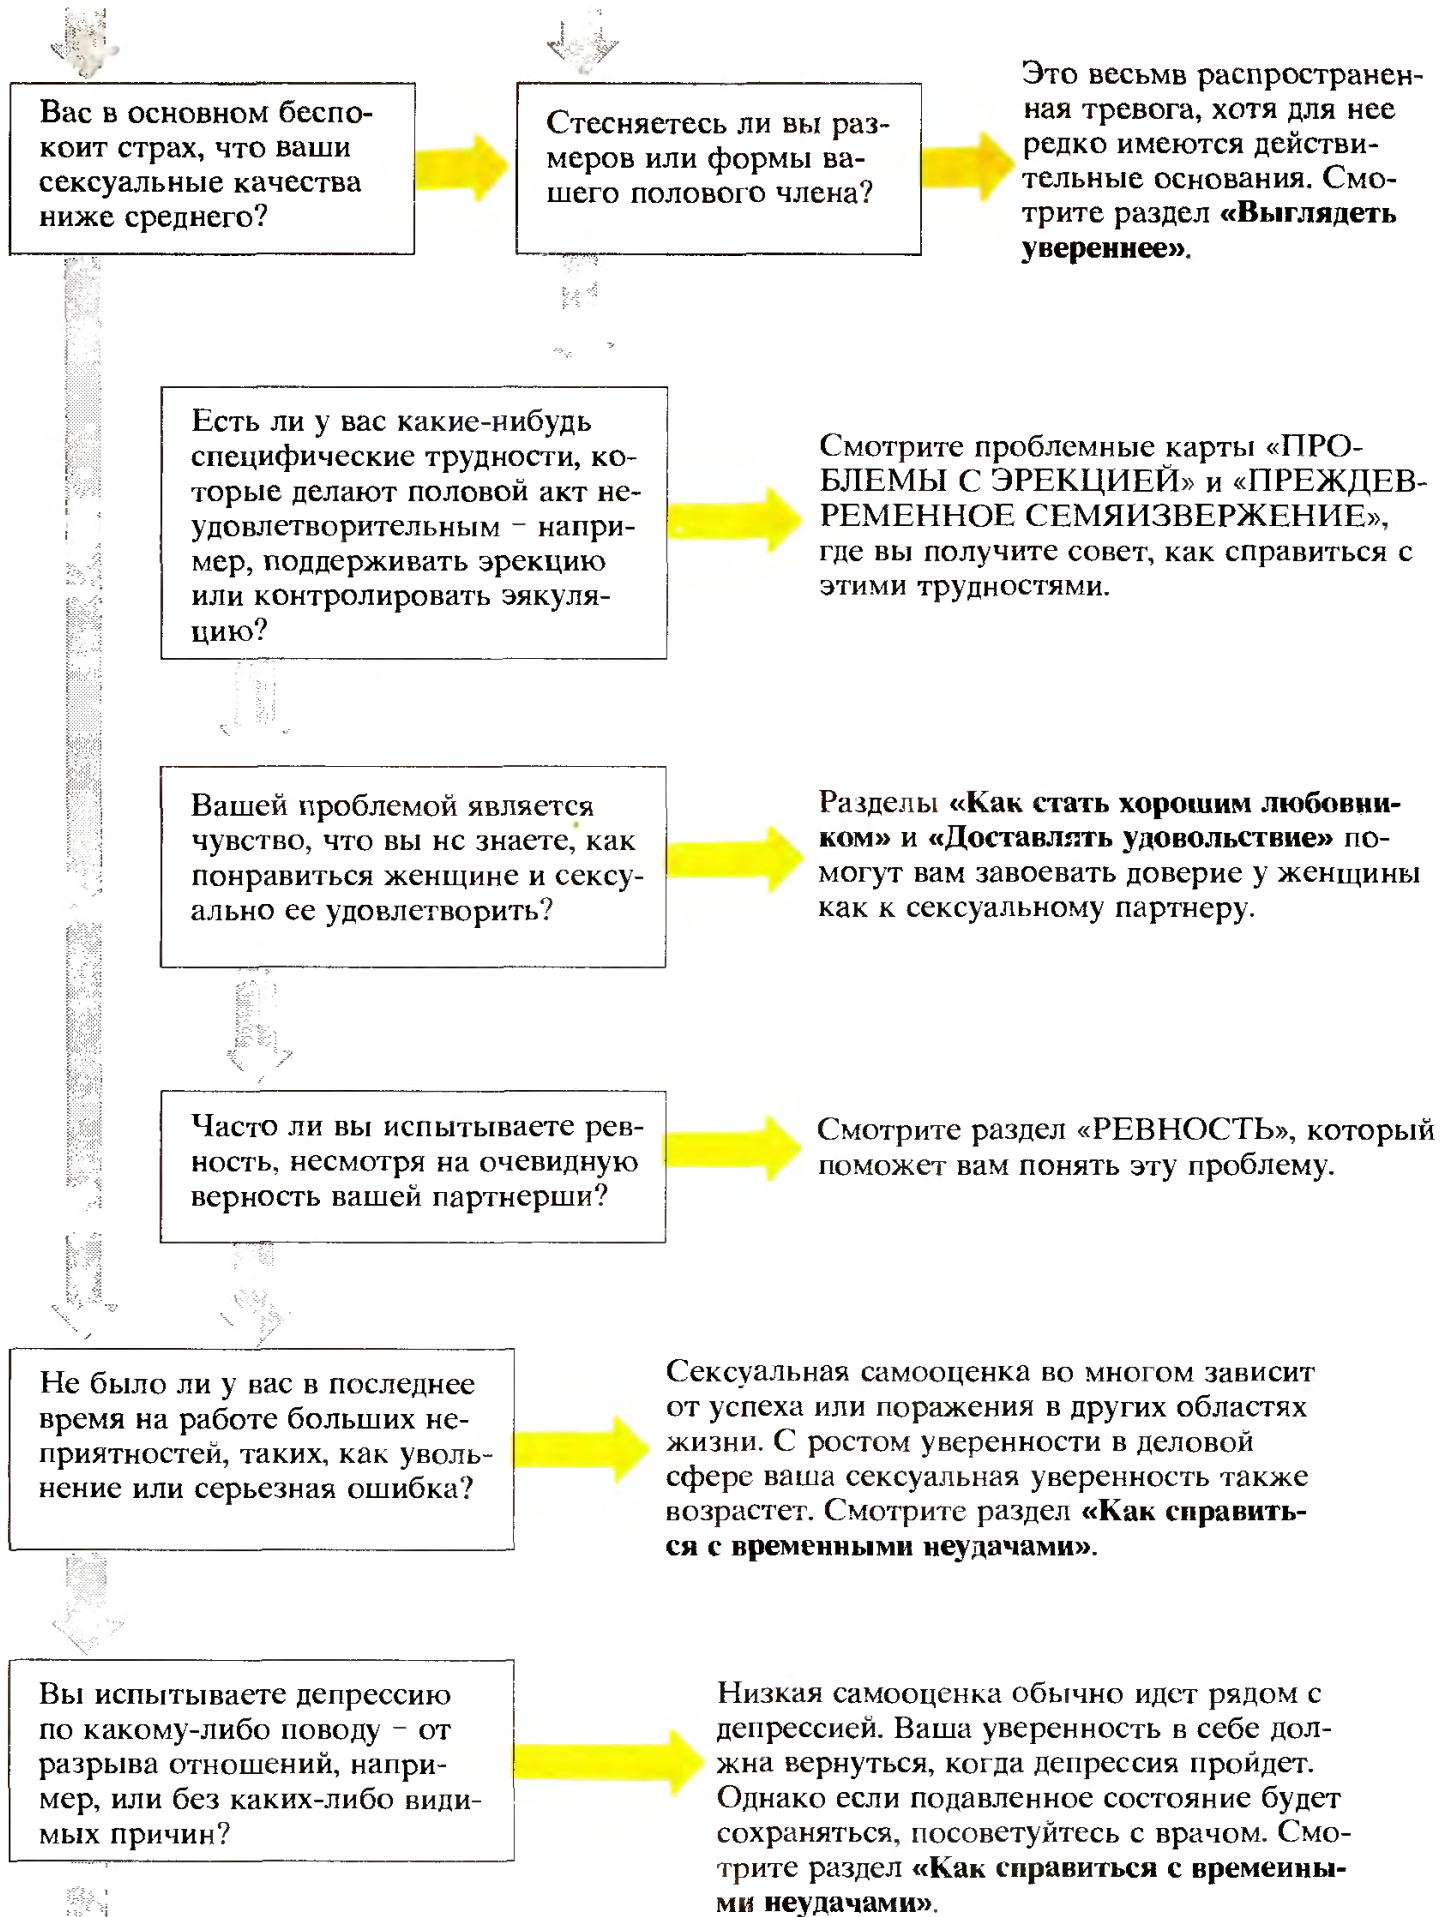 Вас в основном беспо-
коит страх, что ваши
сексуальные качества
ниже среднего?
Стесняетесь ли вы раз-
меров или формы ва-
шего полового члена?
Это весьмв распространен-
ная тревога, хотя для нее
редко имеются действи-
тельные основания. Смо-
трите раздел «Выглядеть
увереннее».
Есть ли у вас какие-нибудь
специфические трудности, ко-
торые делают половой акт не-
удовлетворительным – напри-
мер, поддерживать эрекцию
или контролировать эякуля-
цию?
Смотрите проблемные карты «ПРО-
БЛЕМЫ С ЭРЕКЦИЕЙ» и «ПРЕЖДЕВ-
РЕМЕННОЕ СЕМЯИЗВЕРЖЕНИЕ»,
где вы получите совет, как справиться с
этими трудностями.
Вашей проблемой является
чувство, что вы нс знаете, как
понравиться женщине и сексу-
ально ее удовлетворить?
Разделы «Как стать хорошим любовни-
ком» и «Доставлять удовольствие» по-
могут вам завоевать доверие у женщины
как к сексуальному партнеру.
Часто ли вы испытываете рев-
ность, несмотря на очевидную
верность вашей партнерши?
Смотрите раздел «РЕВНОСТЬ», который
поможет вам понять эту проблему.
Не было ли у вас в последнее
время на работе больших не-
приятностей, таких, как уволь-
нение или серьезная ошибка?
Сексуальная самооценка во многом зависит
от успеха или поражения в других областях
жизни. С ростом уверенности в деловой
сфере ваша сексуальная уверенность также
возрастет. Смотрите раздел «Как справить-
ся с временными неудачами».
Вы испытываете депрессию
по какому-либо поводу – от
разрыва отношений, напри-
мер, или без каких-либо види-
мых причин?
Низкая самооценка обычно идет рядом с
депрессией. Ваша уверенность в себе дол-
жна вернуться, когда депрессия пройдет.
Однако если подавленное состояние будет
сохраняться, посоветуйтесь с врачом. Смо-
трите раздел «Как справиться с времеины-
ми неудачами».